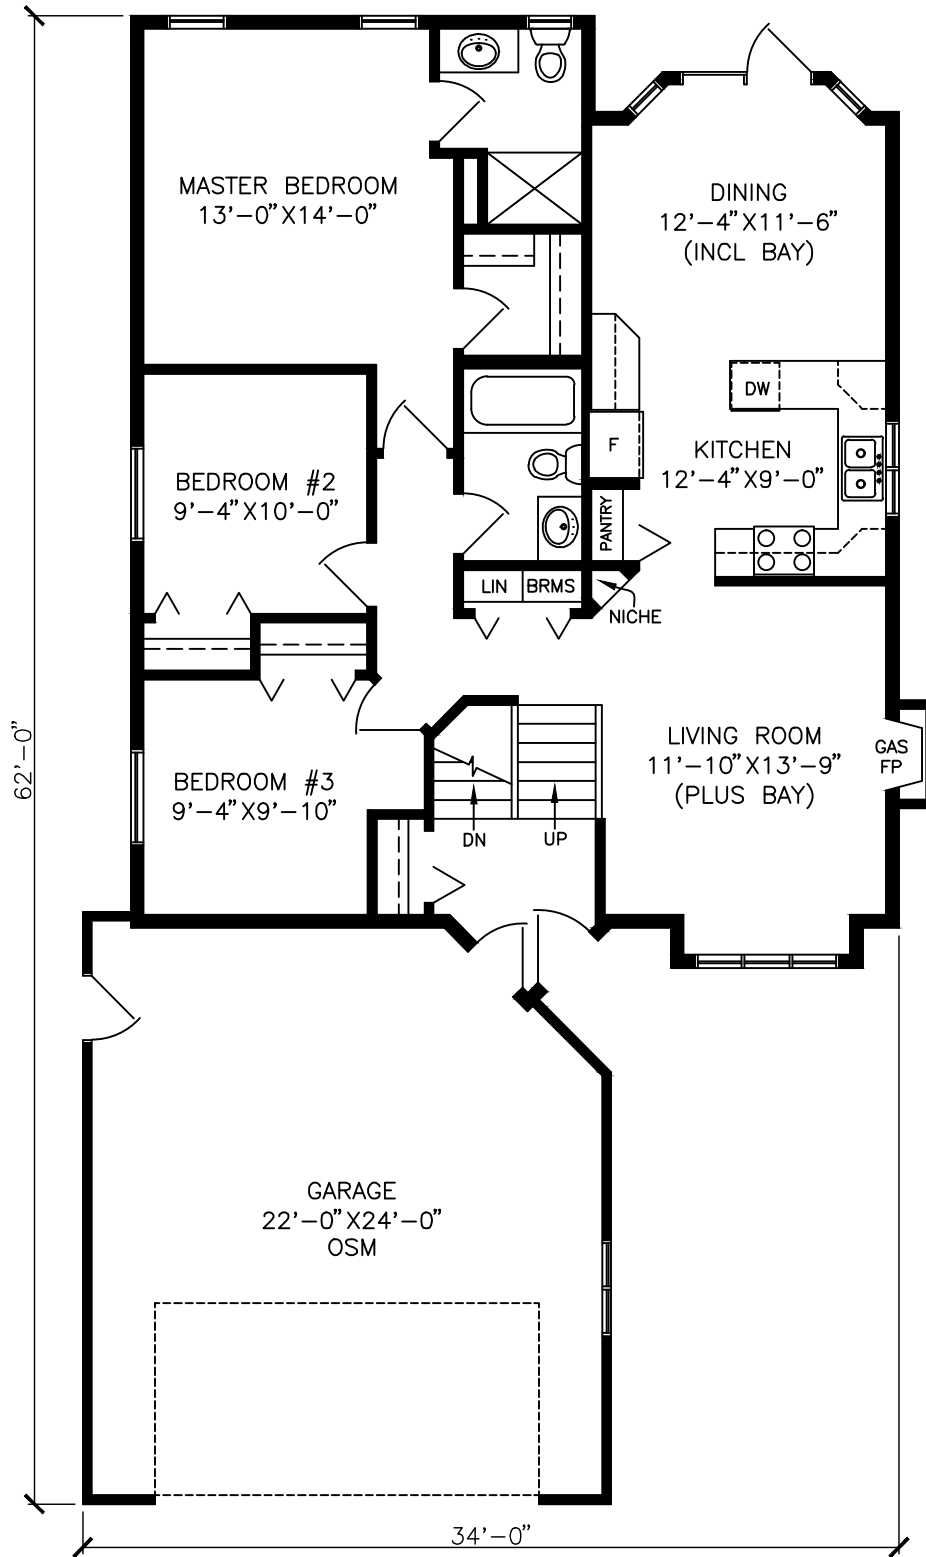 MASTER BEDROOM
13'-0"X14'-0"
DINING
12'-4"X11'-6"
(INCL BAY)
DW
F
KITCHEN
12'-4"X9'-0"
BEDROOM #2
9'-4"X10'-0"
PANTRY
LIN
BRMS
NICHE
62'-0"
LIVING ROOM
11'-10"X13'-9"
(PLUS BAY)
GAS
FP
BEDROOM #3
9'-4"X9'-10"
DN
UP
GARAGE
22'-0"X24'-0"
OSM
34'-0"